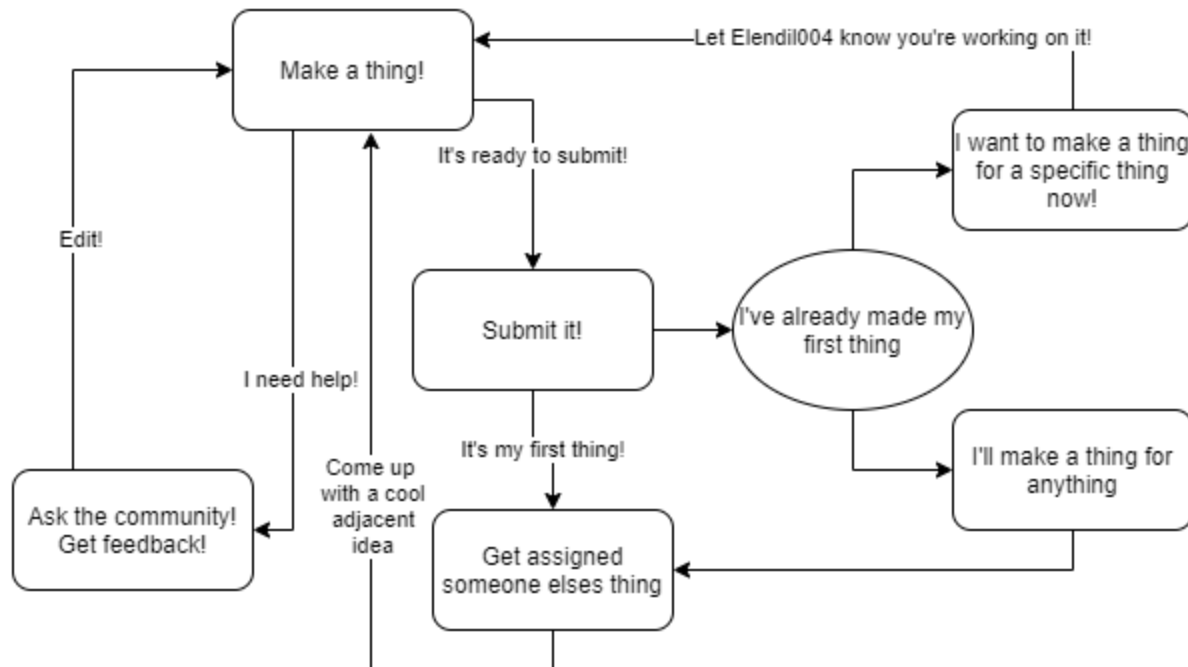 Let Elendil004 know you're working on it!
Make a thing!
It's ready to submit!
I want to make a thing
for a specific thing
now!
Edit!
Submit it!
I've already made my
first thing
I need help!
It's my first thing!
I'll make a thing for
anything
Come up
with a cool
adjacent
idea
Ask the community!
Get feedback!
Get assigned
someone elses thing